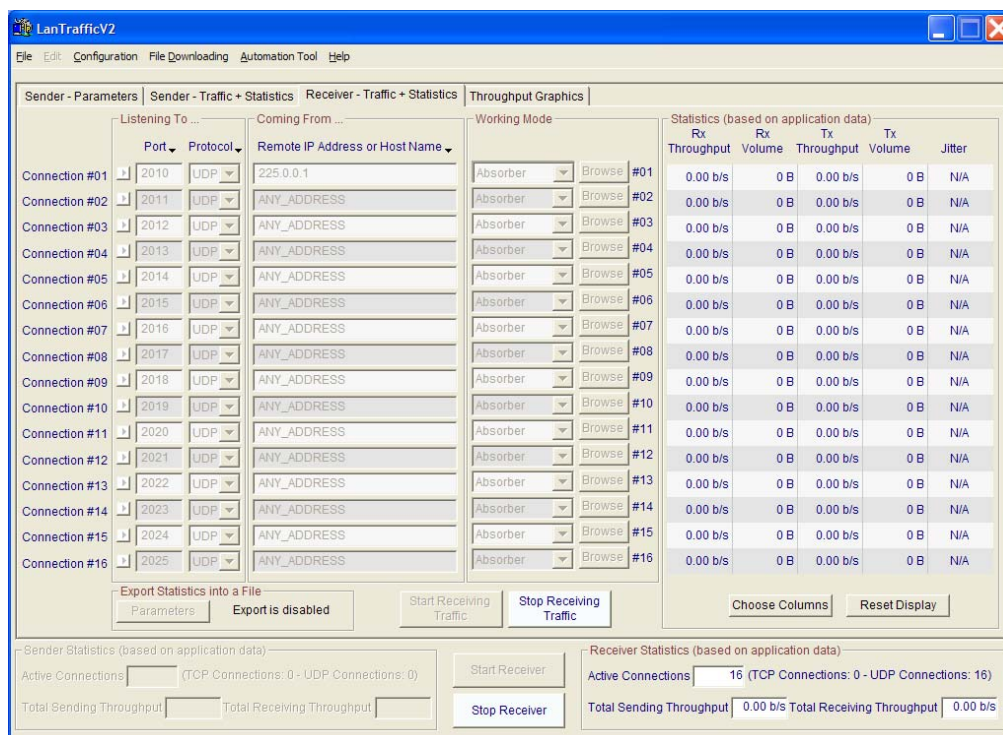 LanTrafficV2
File Edit Configuration File Downloading Automation Tool Help
Sender - Parameters Sender - Traffic + Statistics Receiver - Traffic + Statistics Throughput Graphics
Listening To ... Coming From ... Working Mode Statistics (based on application data)
Port Protocol Remote IP Address or Host Name Rx Throughput Rx Volume Tx Throughput Tx Volume Jitter
Connection #01 2010 UDP 225.0.0.1 Absorber Browse #01 0.00 b/s 0 B 0.00 b/s 0 B N/A
Connection #02 2011 UDP ANY_ADDRESS Absorber Browse #02 0.00 b/s 0 B 0.00 b/s 0 B N/A
Connection #03 2012 UDP ANY_ADDRESS Absorber Browse #03 0.00 b/s 0 B 0.00 b/s 0 B N/A
Connection #04 2013 UDP ANY_ADDRESS Absorber Browse #04 0.00 b/s 0 B 0.00 b/s 0 B N/A
Connection #05 2014 UDP ANY_ADDRESS Absorber Browse #05 0.00 b/s 0 B 0.00 b/s 0 B N/A
Connection #06 2015 UDP ANY_ADDRESS Absorber Browse #06 0.00 b/s 0 B 0.00 b/s 0 B N/A
Connection #07 2016 UDP ANY_ADDRESS Absorber Browse #07 0.00 b/s 0 B 0.00 b/s 0 B N/A
Connection #08 2017 UDP ANY_ADDRESS Absorber Browse #08 0.00 b/s 0 B 0.00 b/s 0 B N/A
Connection #09 2018 UDP ANY_ADDRESS Absorber Browse #09 0.00 b/s 0 B 0.00 b/s 0 B N/A
Connection #10 2019 UDP ANY_ADDRESS Absorber Browse #10 0.00 b/s 0 B 0.00 b/s 0 B N/A
Connection #11 2020 UDP ANY_ADDRESS Absorber Browse #11 0.00 b/s 0 B 0.00 b/s 0 B N/A
Connection #12 2021 UDP ANY_ADDRESS Absorber Browse #12 0.00 b/s 0 B 0.00 b/s 0 B N/A
Connection #13 2022 UDP ANY_ADDRESS Absorber Browse #13 0.00 b/s 0 B 0.00 b/s 0 B N/A
Connection #14 2023 UDP ANY_ADDRESS Absorber Browse #14 0.00 b/s 0 B 0.00 b/s 0 B N/A
Connection #15 2024 UDP ANY_ADDRESS Absorber Browse #15 0.00 b/s 0 B 0.00 b/s 0 B N/A
Connection #16 2025 UDP ANY_ADDRESS Absorber Browse #16 0.00 b/s 0 B 0.00 b/s 0 B N/A
Export Statistics into a File
Parameters Export is disabled Start Receiving Traffic Stop Receiving Traffic Choose Columns Reset Display
Sender Statistics (based on application data)
Active Connections (TCP Connections: 0 - UDP Connections: 0)
Total Sending Throughput Total Receiving Throughput
Start Receiver
Stop Receiver
Receiver Statistics (based on application data)
Active Connections 16 (TCP Connections: 0 - UDP Connections: 16)
Total Sending Throughput 0.00 b/s Total Receiving Throughput 0.00 b/s